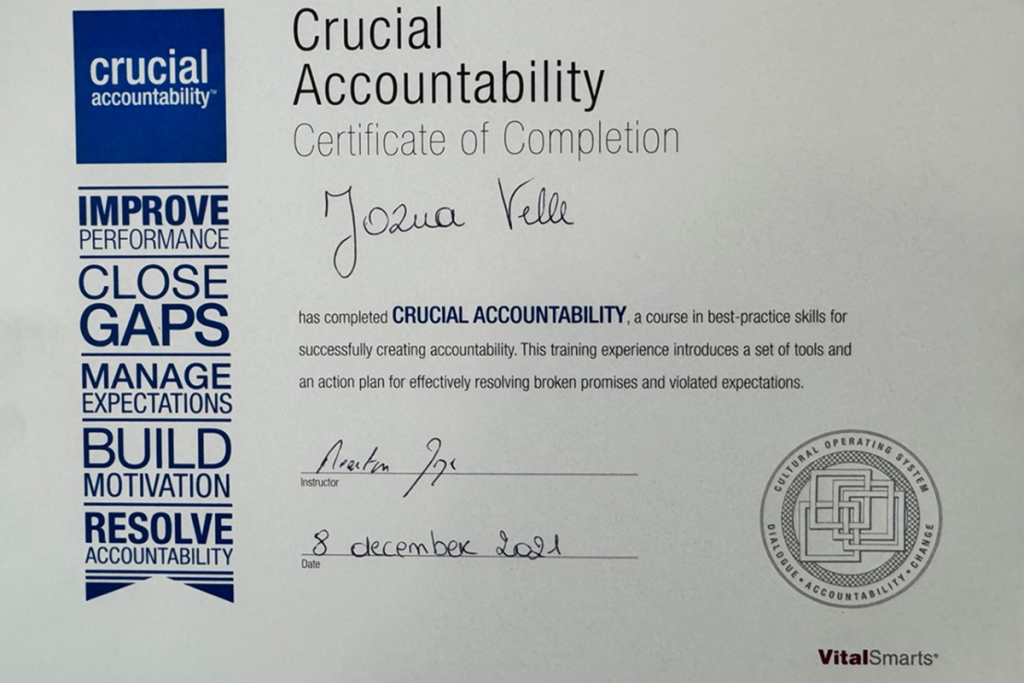 crucial
accountability™
IMPROVE
PERFORMANCE
CLOSE
GAPS
MANAGE
EXPECTATIONS
BUILD
MOTIVATION
RESOLVE
ACCOUNTABILITY
Crucial
Accountability
Certificate of Completion
Jozua Velle
has completed CRUCIAL ACCOUNTABILITY, a course in best-practice skills for
successfully creating accountability. This training experience introduces a set of tools and
an action plan for effectively resolving broken promises and violated expectations.
Instructor
8 december 2021
Date
CULTURAL OPERATING SYSTEM
DIALOGUE • ACCOUNTABILITY • CHANGE
VitalSmarts®